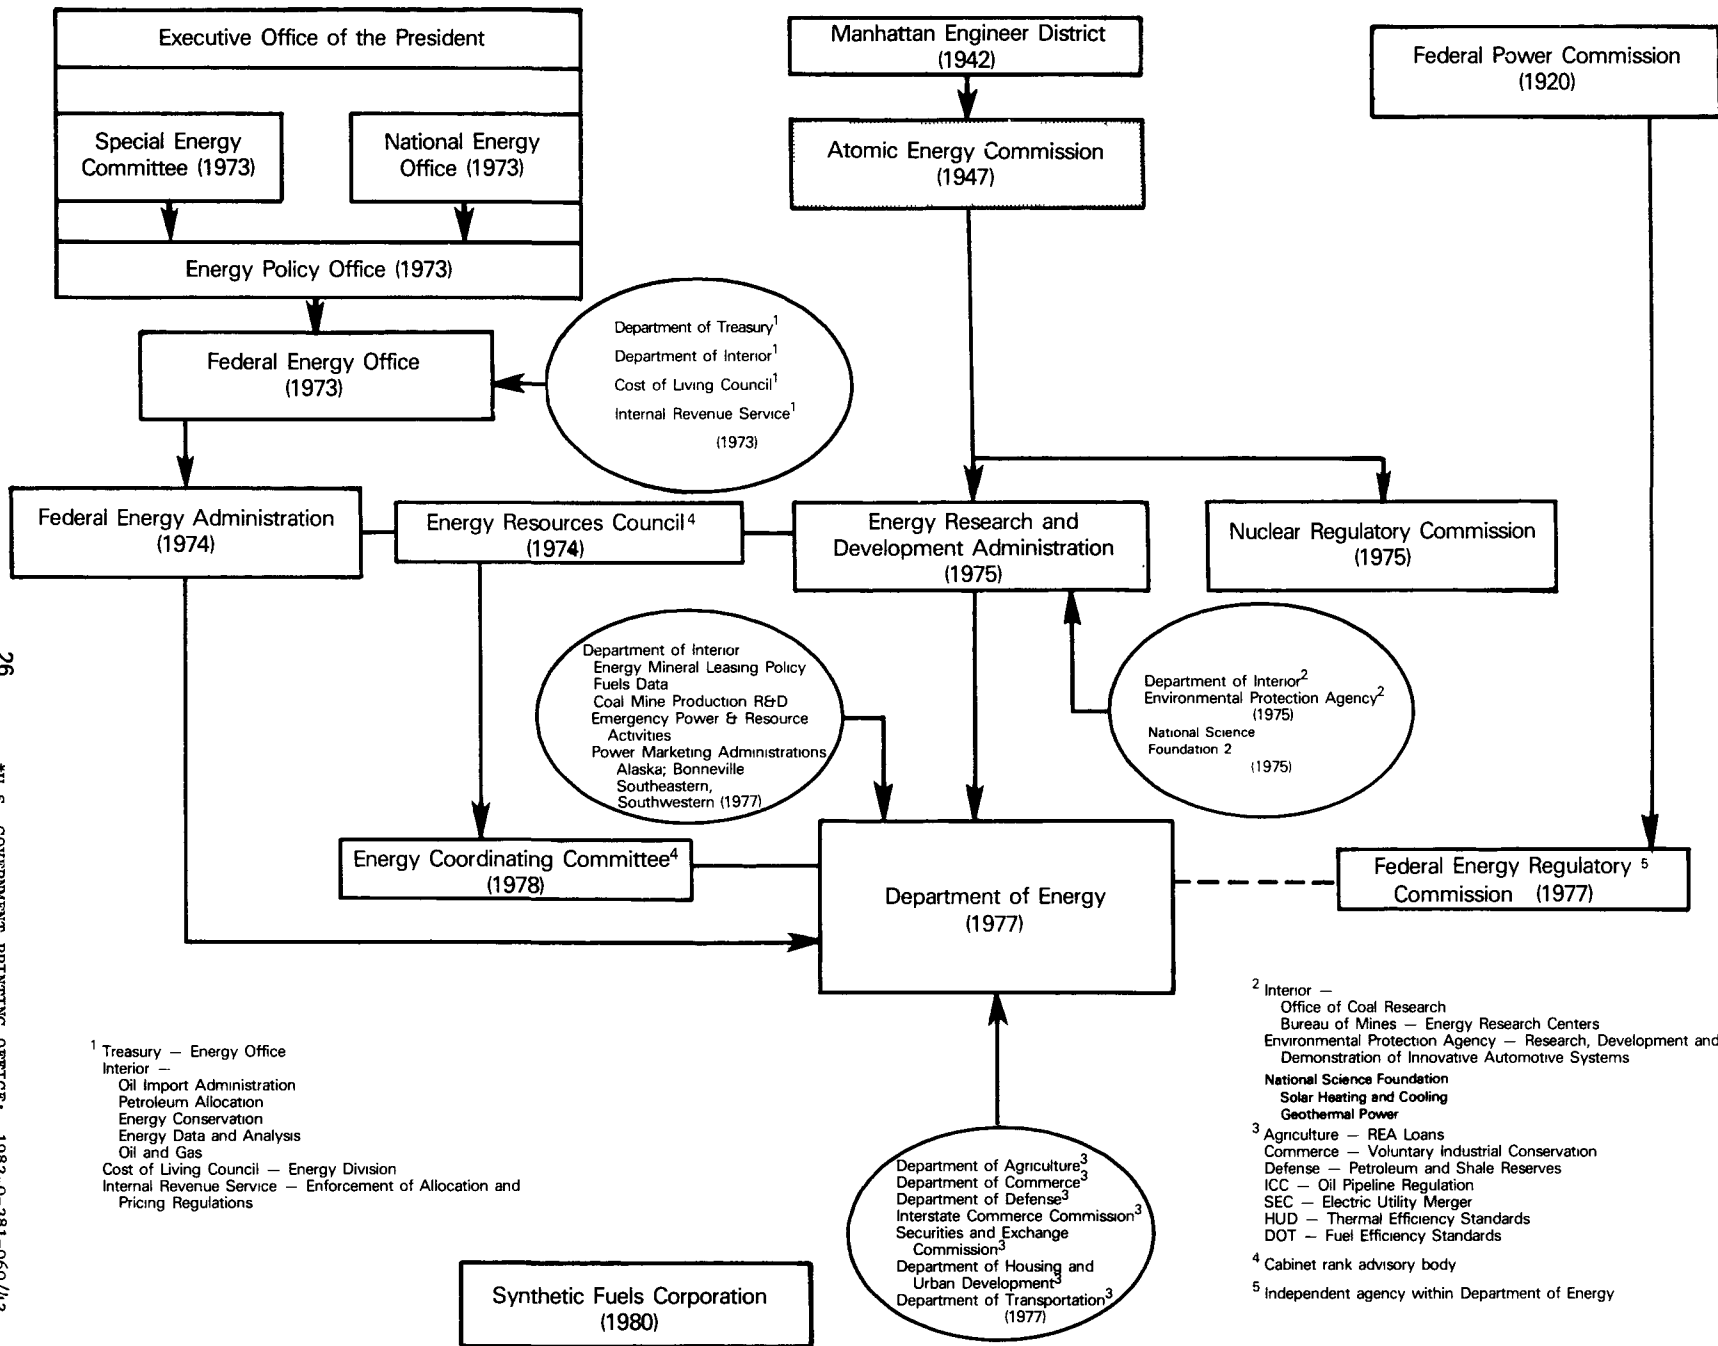 Executive Office of the President
Special Energy
Committee (1973)
National Energy
Office (1973)
Energy Policy Office (1973)
Federal Energy Office
(1973)
Department of Treasury1
Department of Interior1
Cost of Living Council1
Internal Revenue Service1
(1973)
Manhattan Engineer District
(1942)
Atomic Energy Commission
(1947)
Federal Power Commission
(1920)
Federal Energy Administration
(1974)
Energy Resources Council4
(1974)
Energy Research and
Development Administration
(1975)
Nuclear Regulatory Commission
(1975)
Department of Interior
Energy Mineral Leasing Policy
Fuels Data
Coal Mine Production R&D
Emergency Power & Resource
Activities
Power Marketing Administrations
Alaska; Bonneville
Southeastern,
Southwestern (1977)
Department of Interior2
Environmental Protection Agency2
(1975)
National Science
Foundation 2
(1975)
Energy Coordinating Committee4
(1978)
Department of Energy
(1977)
Federal Energy Regulatory 5
Commission (1977)
1 Treasury — Energy Office
Interior —
Oil Import Administration
Petroleum Allocation
Energy Conservation
Energy Data and Analysis
Oil and Gas
Cost of Living Council — Energy Division
Internal Revenue Service — Enforcement of Allocation and
Pricing Regulations
Synthetic Fuels Corporation
(1980)
Department of Agriculture3
Department of Commerce3
Department of Defense3
Interstate Commerce Commission3
Securities and Exchange
Commission3
Department of Housing and
Urban Development3
Department of Transportation3
(1977)
2 Interior —
Office of Coal Research
Bureau of Mines — Energy Research Centers
Environmental Protection Agency — Research, Development and
Demonstration of Innovative Automotive Systems
National Science Foundation
Solar Heating and Cooling
Geothermal Power
3 Agriculture — REA Loans
Commerce — Voluntary Industrial Conservation
Defense — Petroleum and Shale Reserves
ICC — Oil Pipeline Regulation
SEC — Electric Utility Merger
HUD — Thermal Efficiency Standards
DOT — Fuel Efficiency Standards
4 Cabinet rank advisory body
5 Independent agency within Department of Energy
26